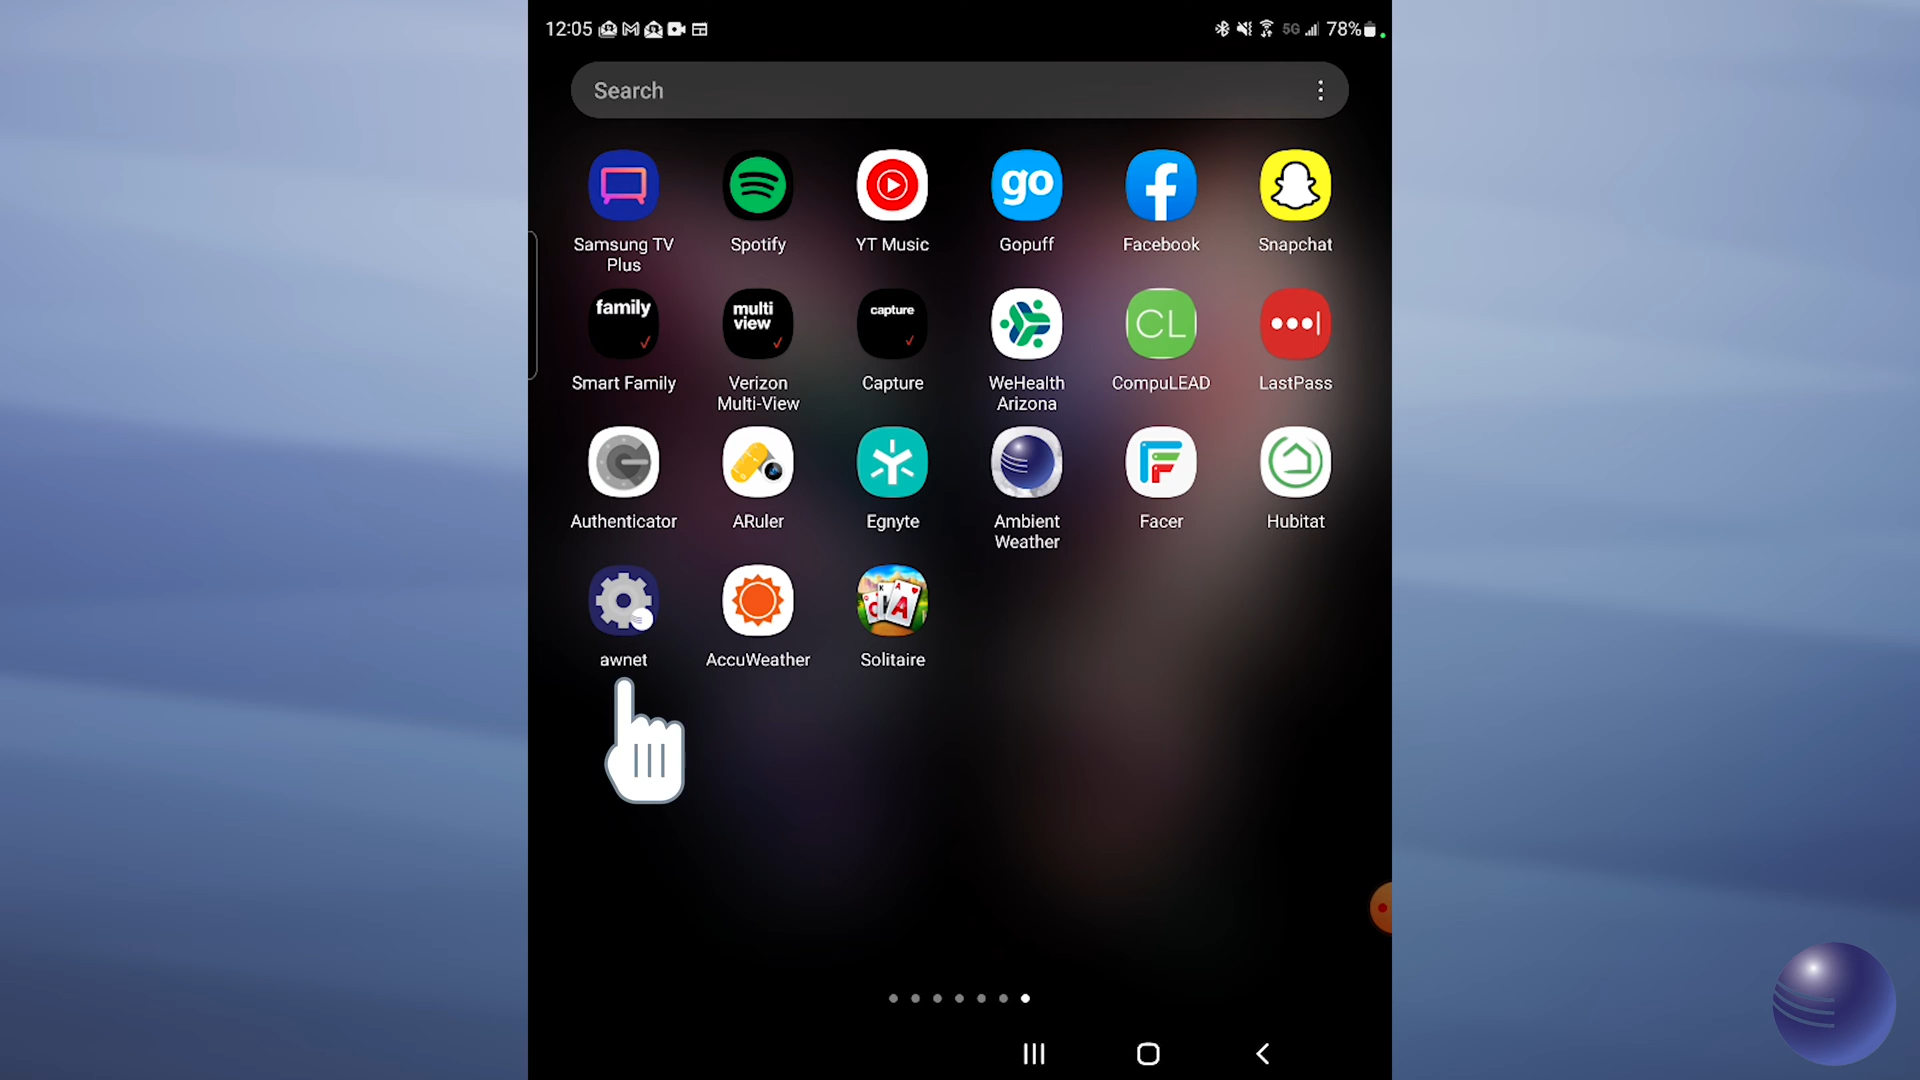 12:05
5G 78%
Search
go
Samsung TV Plus
Spotify
YT Music
Gopuff
Facebook
Snapchat
family
multi view
capture
CL
Smart Family
Verizon Multi-View
Capture
WeHealth Arizona
CompuLEAD
LastPass
Authenticator
ARuler
Egnyte
Ambient Weather
Facer
Hubitat
K A
Q A
awnet
AccuWeather
Solitaire